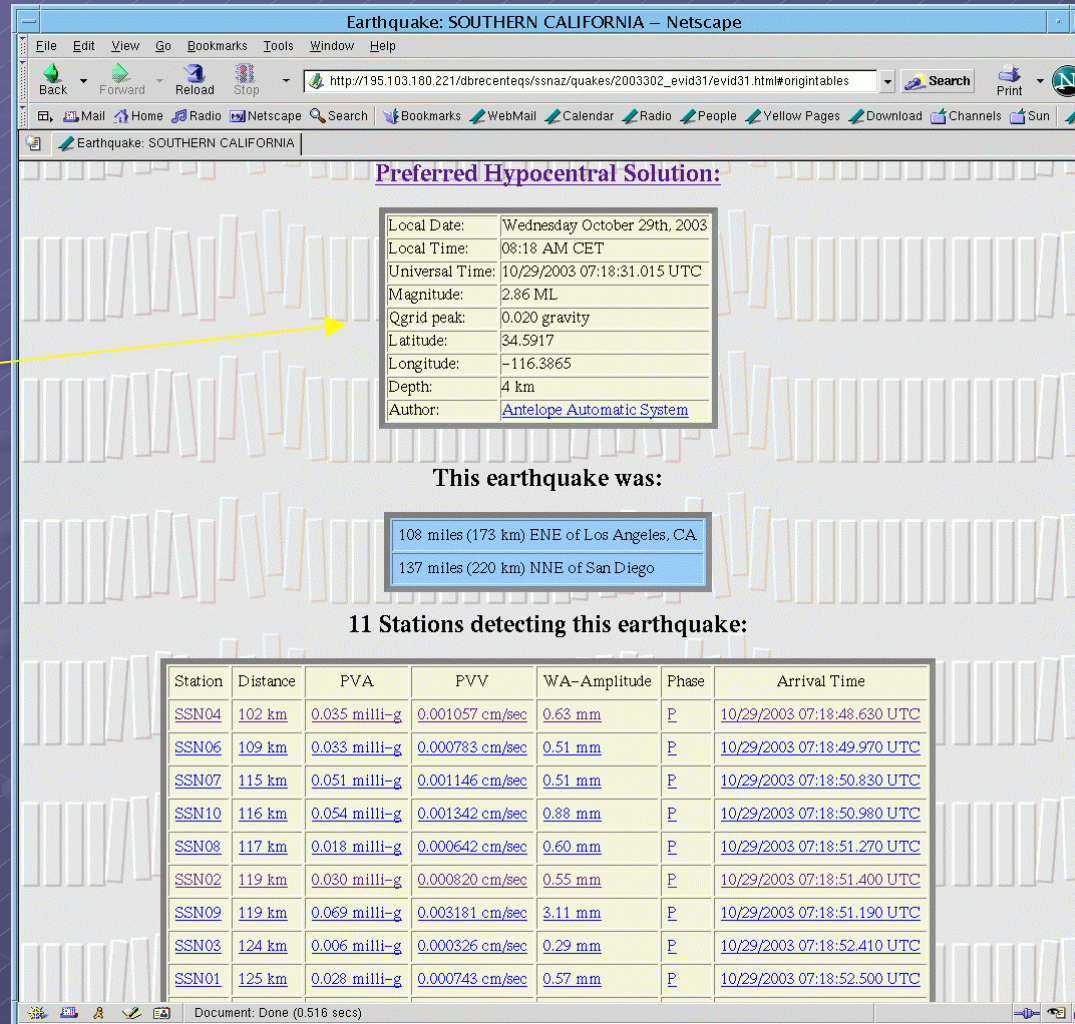 Earthquake: SOUTHERN CALIFORNIA – Netscape
File Edit View Go Bookmarks Tools Window Help
Back Forward Reload Stop http://195.103.180.221/dbrecenteqs/ssnaz/quakes/2003302_evid31/evid31.html#origintables Search Print N
Mail Home Radio Netscape Search Bookmarks WebMail Calendar Radio People Yellow Pages Download Channels Sun
Earthquake: SOUTHERN CALIFORNIA
Preferred Hypocentral Solution:
Local Date: Wednesday October 29th, 2003
Local Time: 08:18 AM CET
Universal Time: 10/29/2003 07:18:31.015 UTC
Magnitude: 2.86 ML
Qgrid peak: 0.020 gravity
Latitude: 34.5917
Longitude: −116.3865
Depth: 4 km
Author: Antelope Automatic System
This earthquake was:
108 miles (173 km) ENE of Los Angeles, CA
137 miles (220 km) NNE of San Diego
11 Stations detecting this earthquake:
Station Distance PVA PVV WA−Amplitude Phase Arrival Time
SSN04 102 km 0.035 milli−g 0.001057 cm/sec 0.63 mm P 10/29/2003 07:18:48.630 UTC
SSN06 109 km 0.033 milli−g 0.000783 cm/sec 0.51 mm P 10/29/2003 07:18:49.970 UTC
SSN07 115 km 0.051 milli−g 0.001146 cm/sec 0.51 mm P 10/29/2003 07:18:50.830 UTC
SSN10 116 km 0.054 milli−g 0.001342 cm/sec 0.88 mm P 10/29/2003 07:18:50.980 UTC
SSN08 117 km 0.018 milli−g 0.000642 cm/sec 0.60 mm P 10/29/2003 07:18:51.270 UTC
SSN02 119 km 0.030 milli−g 0.000820 cm/sec 0.55 mm P 10/29/2003 07:18:51.400 UTC
SSN09 119 km 0.069 milli−g 0.003181 cm/sec 3.11 mm P 10/29/2003 07:18:51.190 UTC
SSN03 124 km 0.006 milli−g 0.000326 cm/sec 0.29 mm P 10/29/2003 07:18:52.410 UTC
SSN01 125 km 0.028 milli−g 0.000743 cm/sec 0.57 mm P 10/29/2003 07:18:52.500 UTC
Document: Done (0.516 secs)